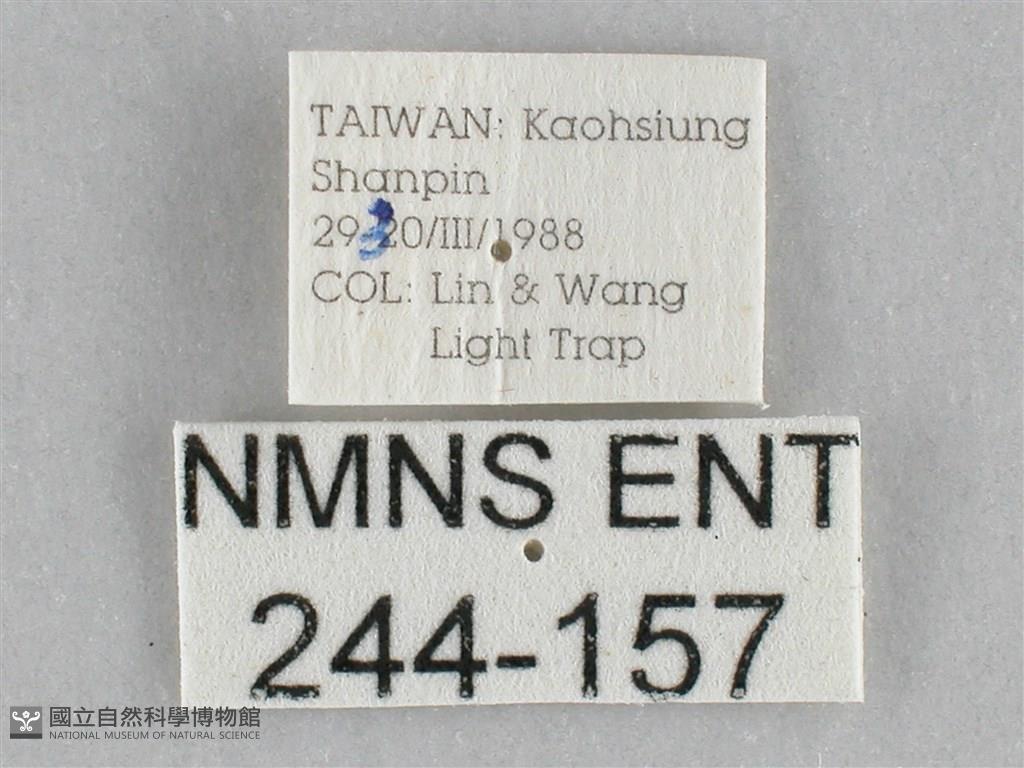 TAIWAN: Kaohsiung
Shanpin
29-30/III/1988
COL: Lin & Wang
Light Trap
NMNS ENT
244-157
國立自然科學博物館
NATIONAL MUSEUM OF NATURAL SCIENCE